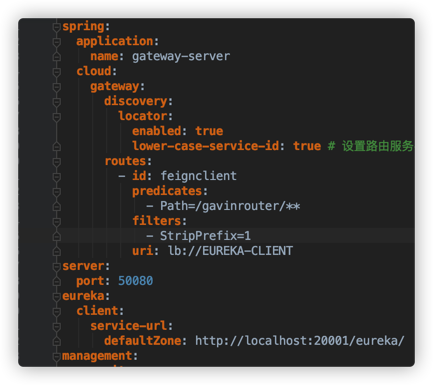 spring:
  application:
    name: gateway-server
  cloud:
    gateway:
      discovery:
        locator:
          enabled: true
          lower-case-service-id: true # 设置路由服务
      routes:
        - id: feignclient
          predicates:
            - Path=/gavinrouter/**
          filters:
            - StripPrefix=1
          uri: lb://EUREKA-CLIENT
server:
  port: 50080
eureka:
  client:
    service-url:
      defaultZone: http://localhost:20001/eureka/
management: